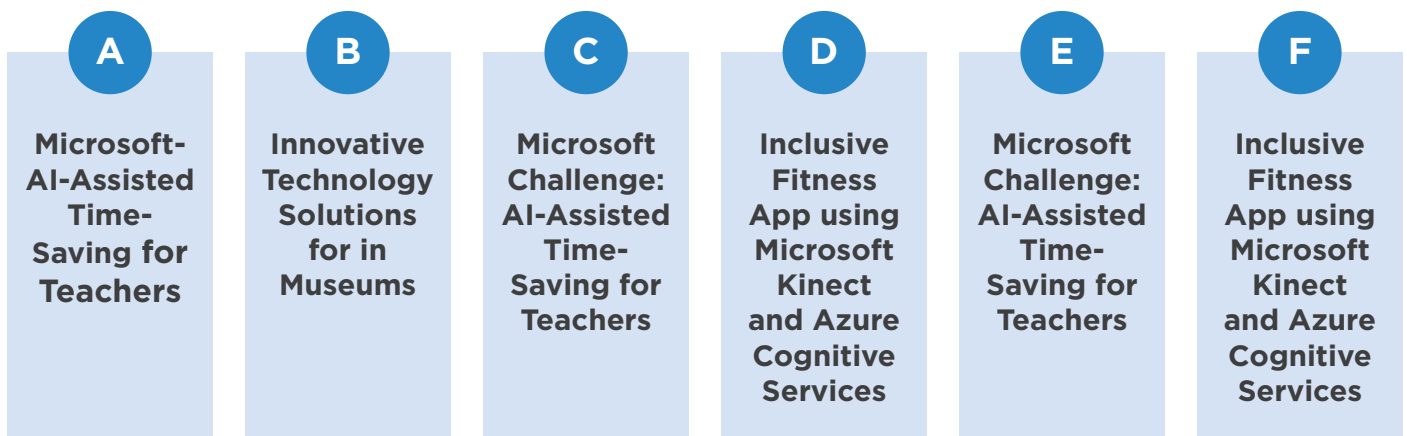 A
Microsoft-
AI-Assisted
Time-
Saving for
Teachers
B
Innovative
Technology
Solutions
for in
Museums
C
Microsoft
Challenge:
AI-Assisted
Time-
Saving for
Teachers
D
Inclusive
Fitness
App using
Microsoft
Kinect
and Azure
Cognitive
Services
E
Microsoft
Challenge:
AI-Assisted
Time-
Saving for
Teachers
F
Inclusive
Fitness
App using
Microsoft
Kinect
and Azure
Cognitive
Services